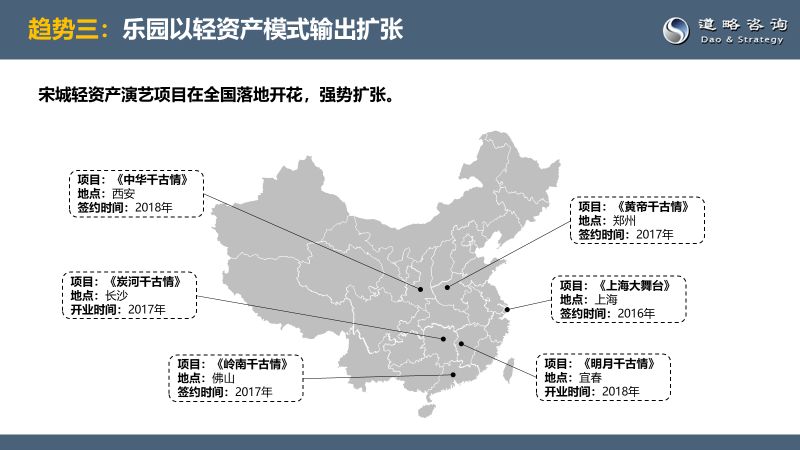 趋势三：乐园以轻资产模式输出扩张
道略咨询
Dao & Strategy
宋城轻资产演艺项目在全国落地开花，强势扩张。
项目：《中华千古情》
地点：西安
签约时间：2018年
项目：《黄帝千古情》
地点：郑州
签约时间：2017年
项目：《炭河千古情》
地点：长沙
开业时间：2017年
项目：《上海大舞台》
地点：上海
签约时间：2016年
项目：《岭南千古情》
地点：佛山
签约时间：2017年
项目：《明月千古情》
地点：宜春
开业时间：2018年